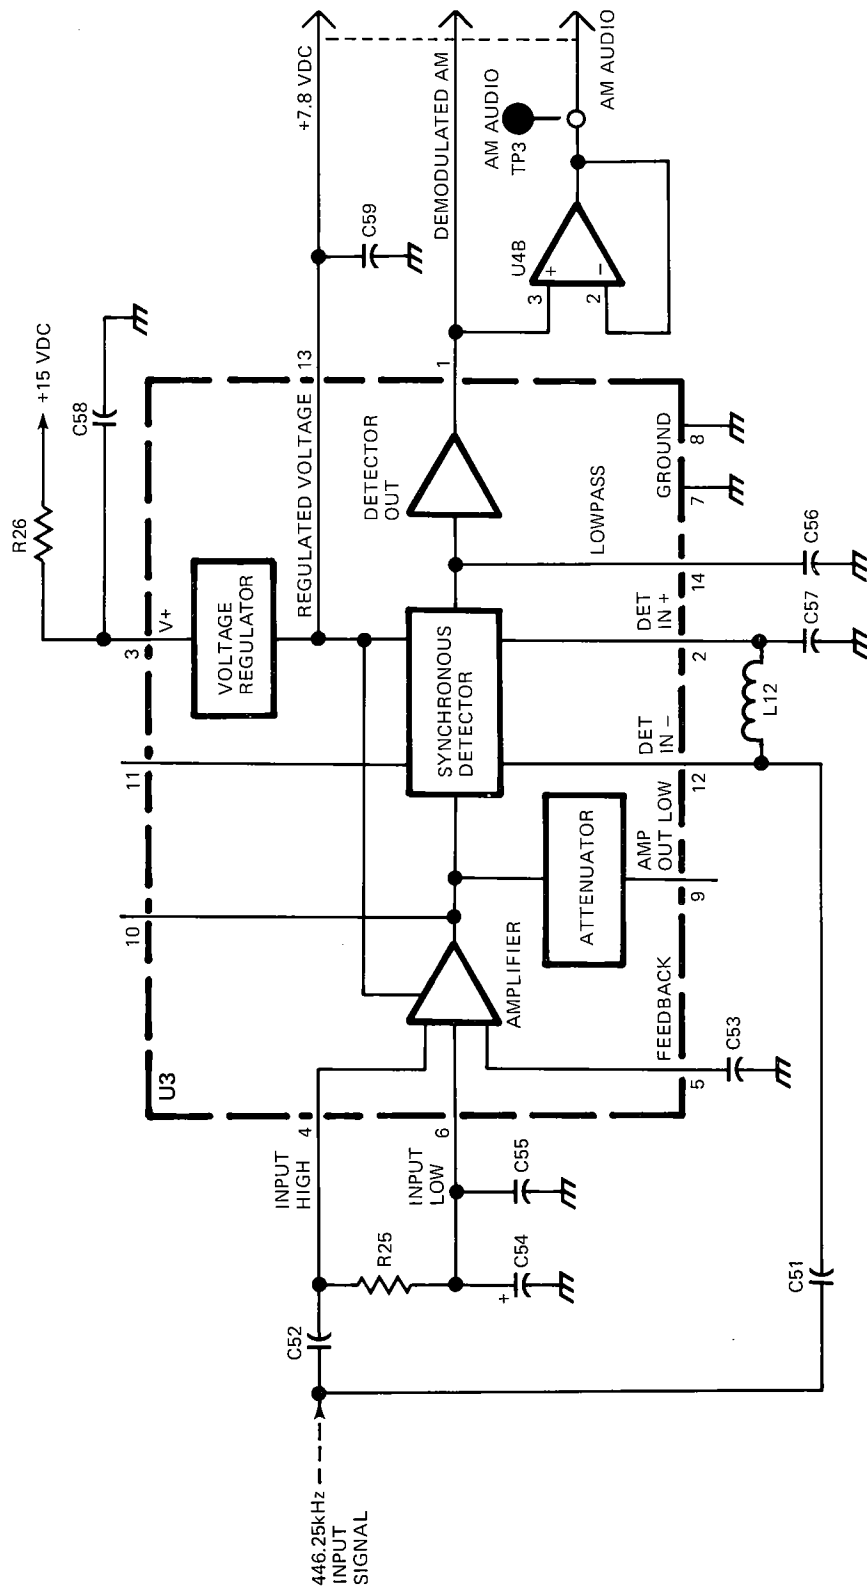 R26
+15 VDC
C58
3
V+
VOLTAGE
REGULATOR
11
10
U3
REGULATED VOLTAGE
13
+7.8 VDC
C59
446.25kHz
INPUT
SIGNAL
C52
INPUT
HIGH
4
R25
INPUT
LOW
6
+
C54
C55
AMPLIFIER
SYNCHRONOUS
DETECTOR
DETECTOR
OUT
1
DEMODULATED AM
U4B
3
+
2
−
AM AUDIO
TP3
AM AUDIO
ATTENUATOR
LOWPASS
FEEDBACK
5
C53
AMP
OUT LOW
9
DET
IN −
12
DET
IN +
2
14
GROUND
7
8
L12
C57
C56
C51